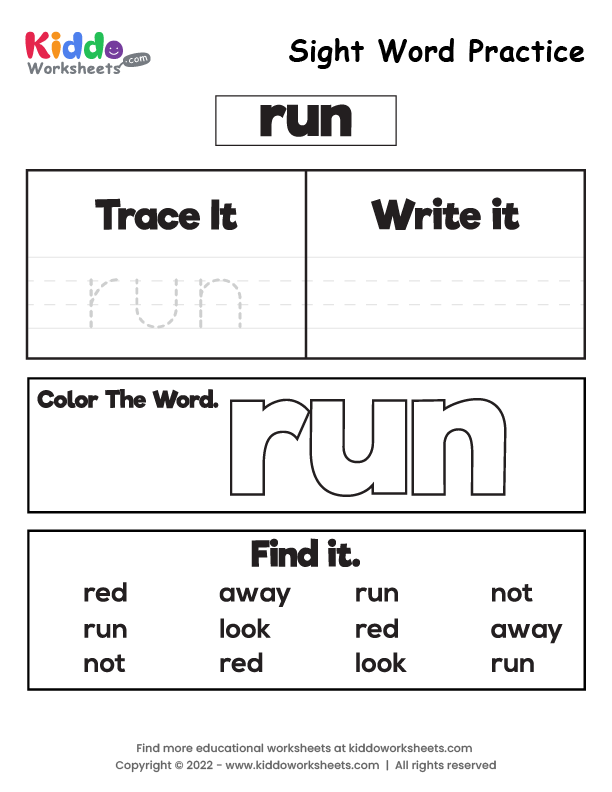 Kiddo
Worksheets
.com
Sight Word Practice
run
Trace It
Write it
run
Color The Word.
run
Find it.
red away run not
run look red away
not red look run
Find more educational worksheets at kiddoworksheets.com
Copyright © 2022 - www.kiddoworksheets.com | All rights reserved